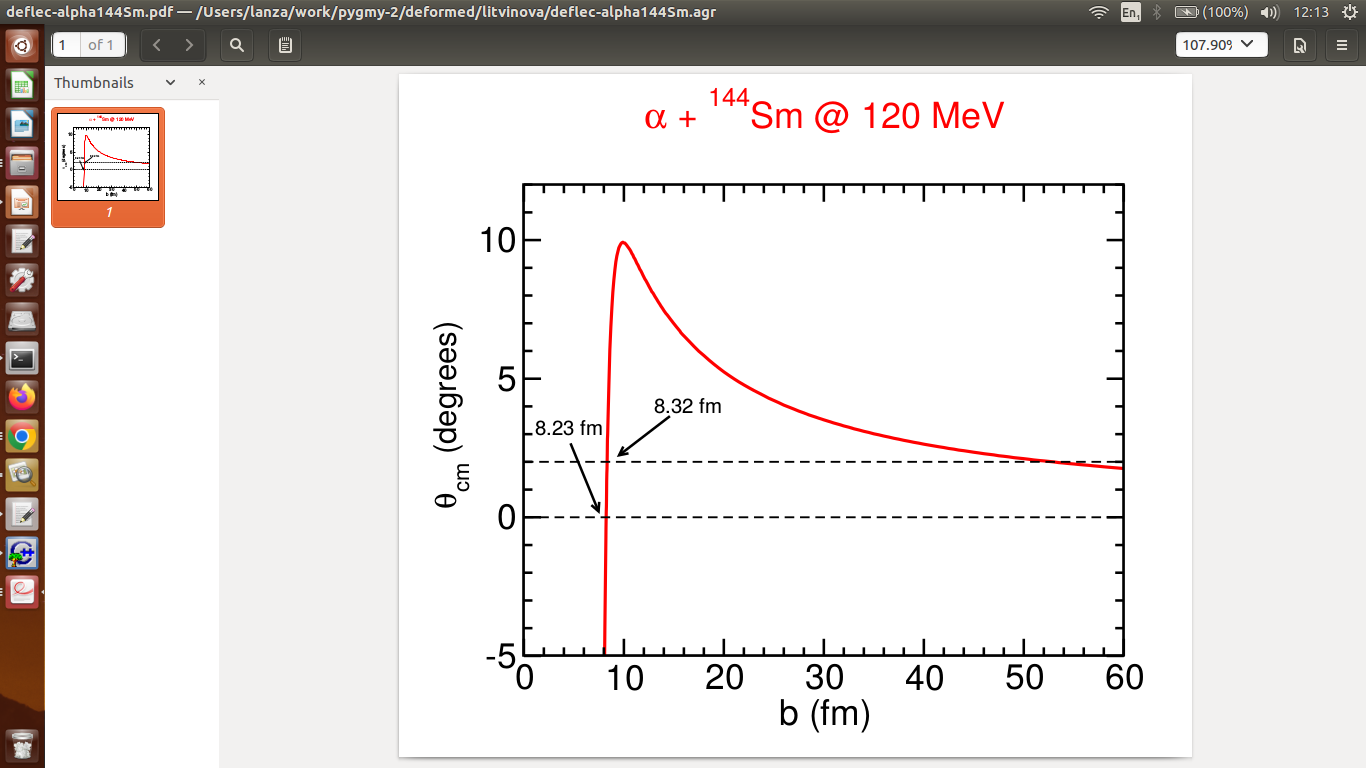 deflec-alpha144Sm.pdf — /Users/lanza/work/pygmy-2/deformed/litvinova/deflec-alpha144Sm.agr
En1 (100%) 12:13
1 of 1
107.90%
Thumbnails ×
1
α + 144Sm @ 120 MeV
10
5
0
-5
θcm (degrees)
8.32 fm
8.23 fm
0 10 20 30 40 50 60
b (fm)